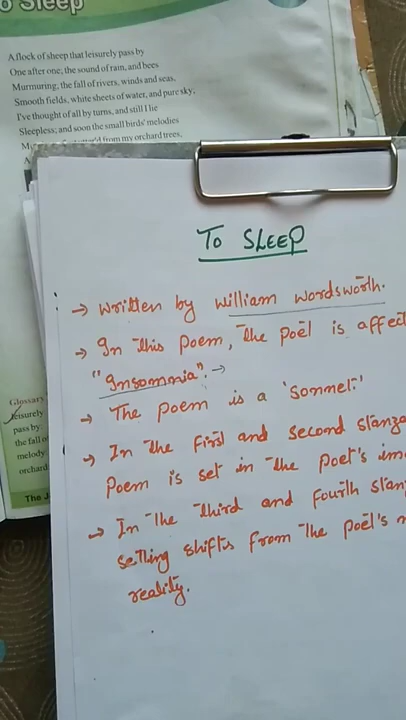 Sleep
A flock of sheep that leisurely pass by
One after one; the sound of rain, and bees
Murmuring; the fall of rivers, winds and seas,
Smooth fields, white sheets of water, and pure sky;
I've thought of all by turns, and still I lie
Sleepless; and soon the small birds' melodies
from my orchard trees,
TO SLEEP
→ Written by william wordsworth.
→ In this poem, the poet is
"Insomnia". →
→ The poem is a 'sonnet.'
→ In the first and second
Poem is set in the poet's
→ In the third and fourth
setting shifts from the poet's
reality.
Glossary
leisurely
pass by
the fall
melody
orchard
The